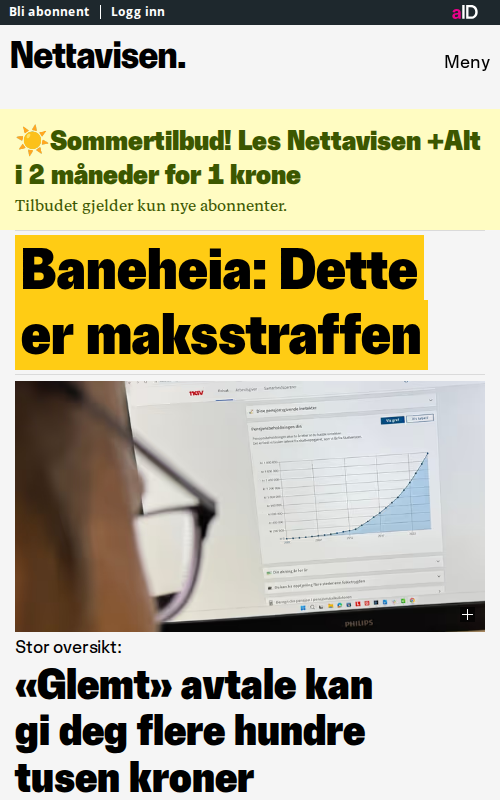 Bli abonnent
Logg inn
aID
Nettavisen.
Meny
☀️Sommertilbud! Les Nettavisen +Alt
i 2 måneder for 1 krone
Tilbudet gjelder kun nye abonnenter.
Baneheia: Dette
er maksstraffen
nav
PHILIPS
Stor oversikt:
«Glemt» avtale kan
gi deg flere hundre
tusen kroner